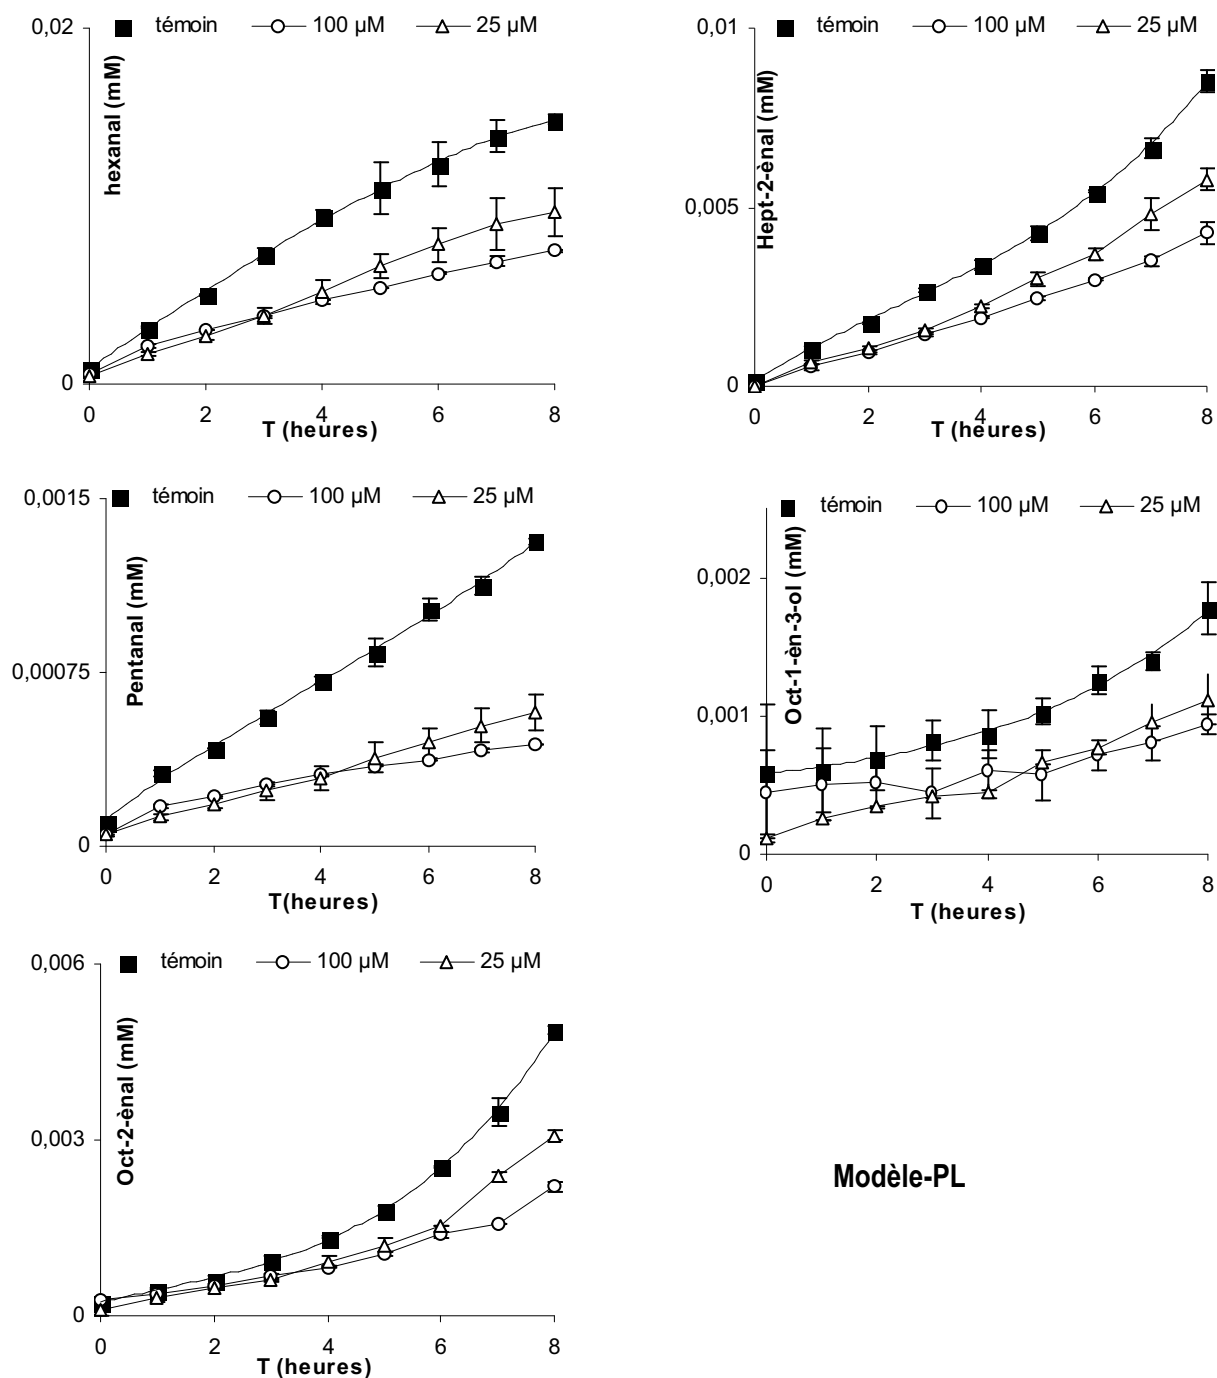 témoin 100 µM 25 µM
0,02
hexanal (mM)
0
0 2 4 6 8
T (heures)
témoin 100 µM 25 µM
0,01
Hept-2-ènal (mM)
0,005
0
0 2 4 6 8
T (heures)
témoin 100 µM 25 µM
0,0015
Pentanal (mM)
0,00075
0
0 2 4 6 8
T(heures)
témoin 100 µM 25 µM
Oct-1-èn-3-ol (mM)
0,002
0,001
0
0 2 4 6 8
T (heures)
témoin 100 µM 25 µM
0,006
Oct-2-ènal (mM)
0,003
0
0 2 4 6 8
T (heures)
Modèle-PL